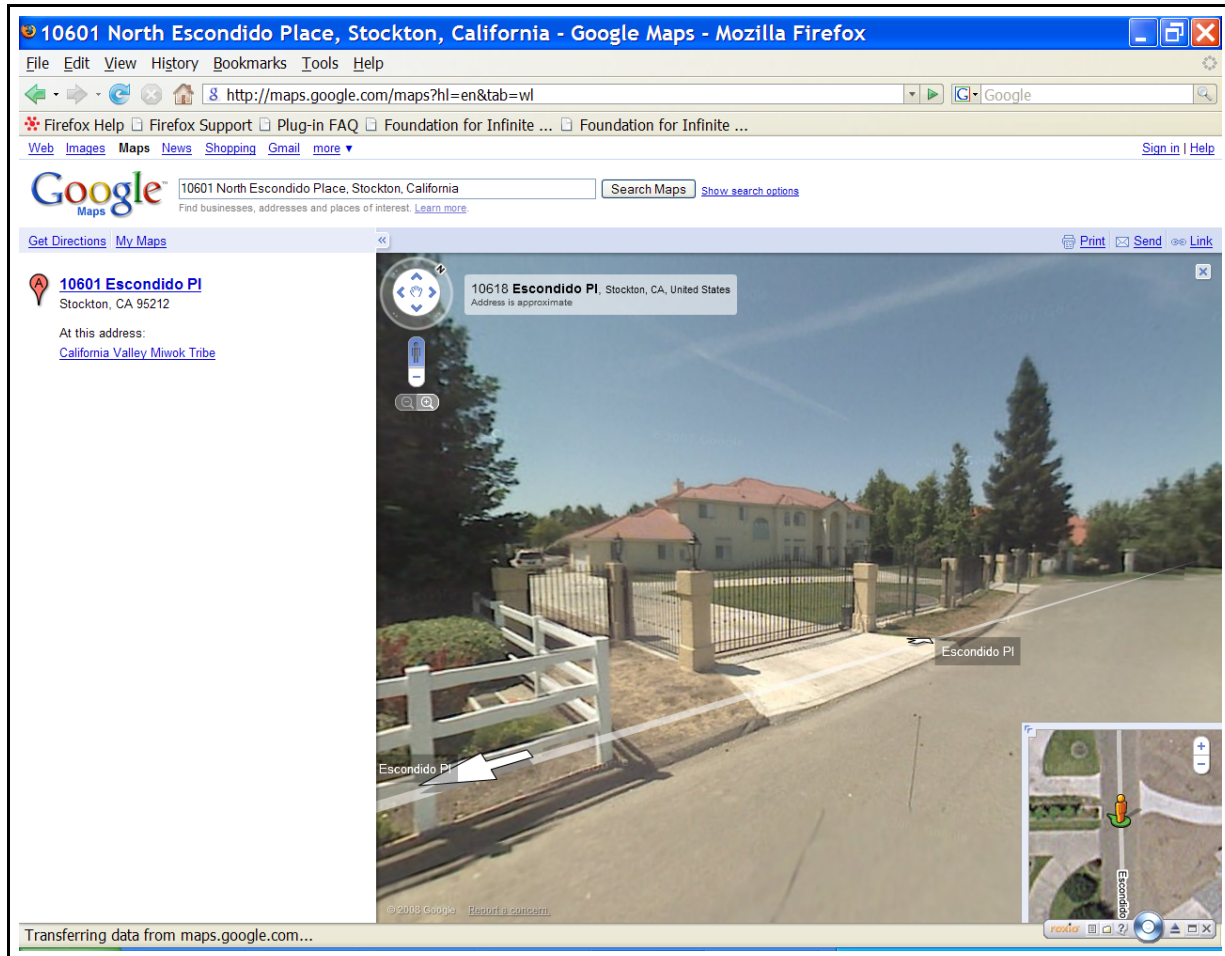 10601 North Escondido Place, Stockton, California - Google Maps - Mozilla Firefox
File Edit View History Bookmarks Tools Help
http://maps.google.com/maps?hl=en&tab=wl
Google
Firefox Help Firefox Support Plug-in FAQ Foundation for Infinite ... Foundation for Infinite ...
Web Images Maps News Shopping Gmail more ▼
Sign in | Help
Google Maps
10601 North Escondido Place, Stockton, California
Search Maps
Show search options
Find businesses, addresses and places of interest. Learn more.
Get Directions My Maps
«
Print Send Link
A
10601 Escondido Pl
Stockton, CA 95212
At this address:
California Valley Miwok Tribe
N
10618 Escondido Pl, Stockton, CA, United States
Address is approximate
Escondido Pl
Escondido Pl
Escondido
© 2008 Google Report a concern.
roxio
Transferring data from maps.google.com...